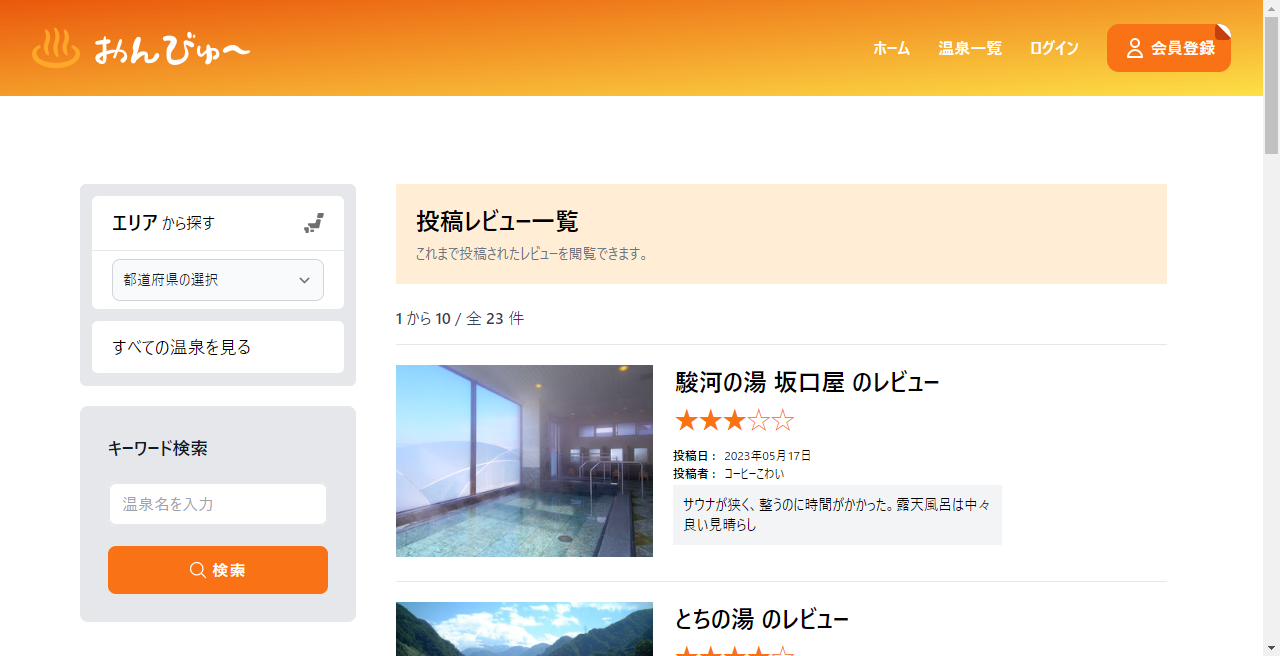 おんびゅ〜
ホーム
温泉一覧
ログイン
会員登録
エリア から探す
都道府県の選択
すべての温泉を見る
キーワード検索
温泉名を入力
検索
投稿レビュー一覧
これまで投稿されたレビューを閲覧できます。
1 から 10 / 全 23 件
駿河の湯 坂口屋 のレビュー
★★★☆☆
投稿日： 2023年05月17日
投稿者： コーヒーこわい
サウナが狭く、整うのに時間がかかった。露天風呂は中々
良い見晴らし
とちの湯 のレビュー
★★★★☆